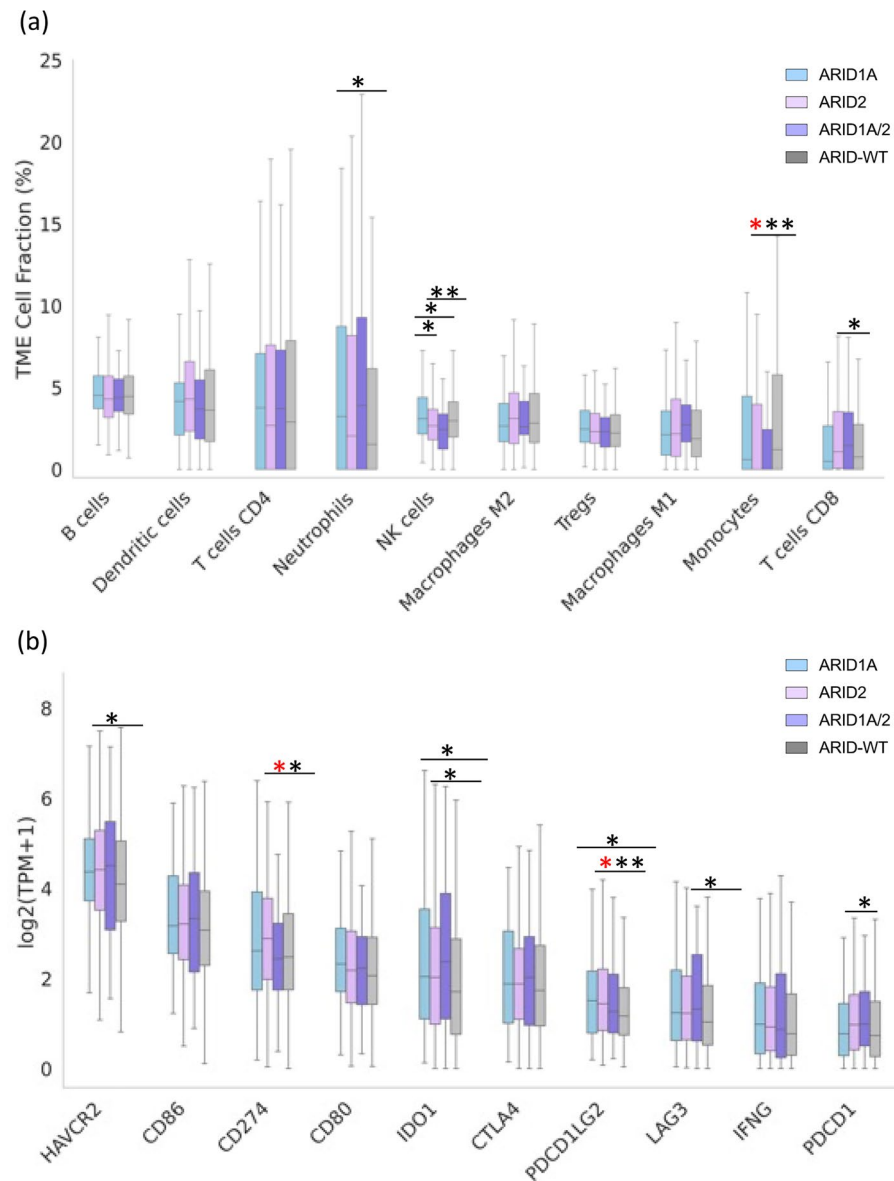 (a)
25
20
15
10
5
0
TME Cell Fraction (%)
ARID1A
ARID2
ARID1A/2
ARID-WT
*
**
*
*
***
*
B cells
Dendritic cells
T cells CD4
Neutrophils
NK cells
Macrophages M2
Tregs
Macrophages M1
Monocytes
T cells CD8
(b)
8
6
4
2
0
log2(TPM+1)
ARID1A
ARID2
ARID1A/2
ARID-WT
*
**
*
*
*
***
*
*
HAVCR2
CD86
CD274
CD80
IDO1
CTLA4
PDCD1LG2
LAG3
IFNG
PDCD1